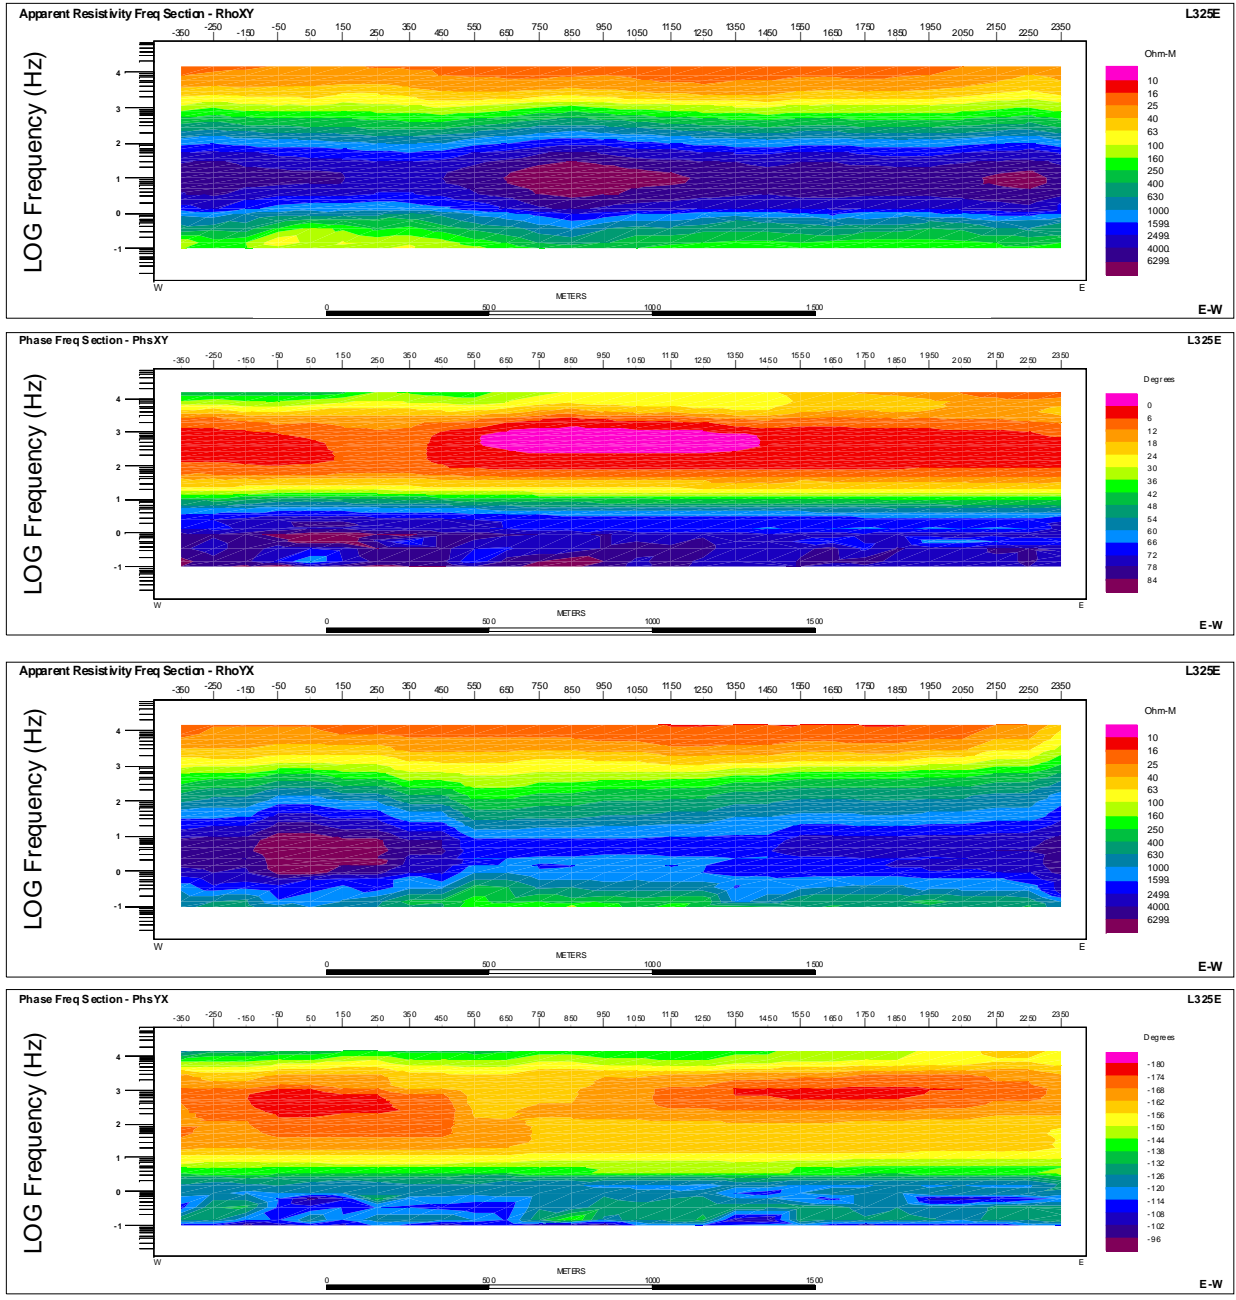 Apparent Resistivity Freq Section - RhoXY L325E
-350 -250 -150 -50 50 150 250 350 450 550 650 750 850 950 1050 1150 1250 1350 1450 1550 1650 1750 1850 1950 2050 2150 2250 2350
LOG Frequency (Hz)
4
3
2
1
0
-1
Ohm-M
10
16
25
40
63
100
160
250
400
630
1000
1599.
2499.
4000.
6299.
W E
METERS
0 500 1000 1500
E-W
Phase Freq Section - PhsXY L325E
-350 -250 -150 -50 50 150 250 350 450 550 650 750 850 950 1050 1150 1250 1350 1450 1550 1650 1750 1850 1950 2050 2150 2250 2350
LOG Frequency (Hz)
4
3
2
1
0
-1
Degrees
0
6
12
18
24
30
36
42
48
54
60
66
72
78
84
W E
METERS
0 500 1000 1500
E-W
Apparent Resistivity Freq Section - RhoYX L325E
-350 -250 -150 -50 50 150 250 350 450 550 650 750 850 950 1050 1150 1250 1350 1450 1550 1650 1750 1850 1950 2050 2150 2250 2350
LOG Frequency (Hz)
4
3
2
1
0
-1
Ohm-M
10
16
25
40
63
100
160
250
400
630
1000
1599.
2499.
4000.
6299.
W E
METERS
0 500 1000 1500
E-W
Phase Freq Section - PhsYX L325E
-350 -250 -150 -50 50 150 250 350 450 550 650 750 850 950 1050 1150 1250 1350 1450 1550 1650 1750 1850 1950 2050 2150 2250 2350
LOG Frequency (Hz)
4
3
2
1
0
-1
Degrees
-180
-174
-168
-162
-156
-150
-144
-138
-132
-126
-120
-114
-108
-102
-96
W E
METERS
0 500 1000 1500
E-W